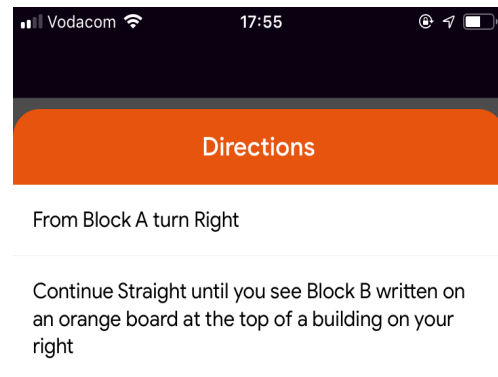 Vodacom 17:55
Directions
From Block A turn Right
Continue Straight until you see Block B written on
an orange board at the top of a building on your
right